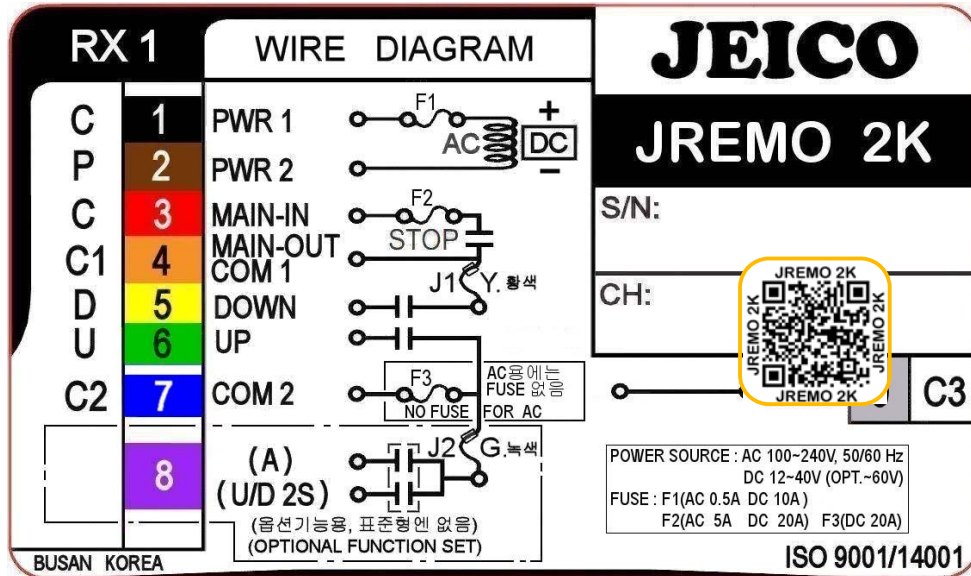 RX 1
WIRE DIAGRAM
JEICO
JREMO 2K
S/N:
CH:
C 1 PWR 1
P 2 PWR 2
C 3 MAIN-IN
C1 4 MAIN-OUT
COM 1
D 5 DOWN
U 6 UP
C2 7 COM 2
8 (A)
(U/D 2S)
F1
AC
+
DC
−
F2
STOP
J1 Y. 황색
F3
AC용에는
FUSE 없음
NO FUSE FOR AC
J2 G.녹색
(옵션기능용, 표준형엔 없음)
(OPTIONAL FUNCTION SET)
JREMO 2K
JREMO 2K
JREMO 2K
JREMO 2K
C3
POWER SOURCE : AC 100~240V, 50/60 Hz
DC 12~40V (OPT.~60V)
FUSE : F1(AC 0.5A DC 10A)
F2(AC 5A DC 20A) F3(DC 20A)
BUSAN KOREA
ISO 9001/14001